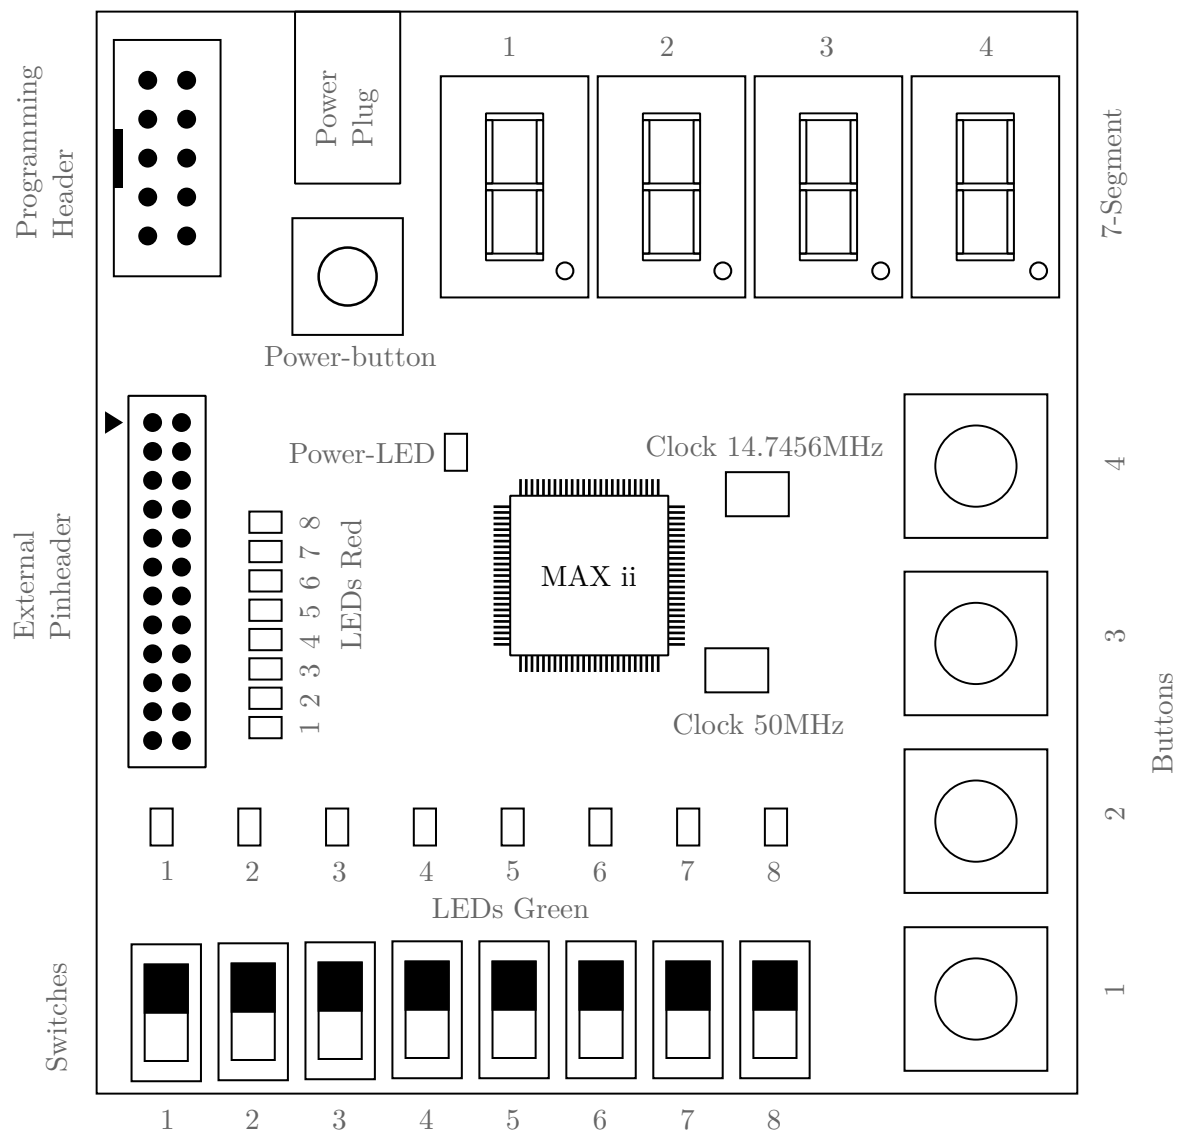 1 2 3 4
Programming
Header
Power
Plug
7-Segment
Power-button
Power-LED
Clock 14.7456MHz
4
External
Pinheader
1 2 3 4 5 6 7 8
LEDs Red
MAX ii
3
Clock 50MHz
Buttons
2
1 2 3 4 5 6 7 8
LEDs Green
Switches
1
1 2 3 4 5 6 7 8